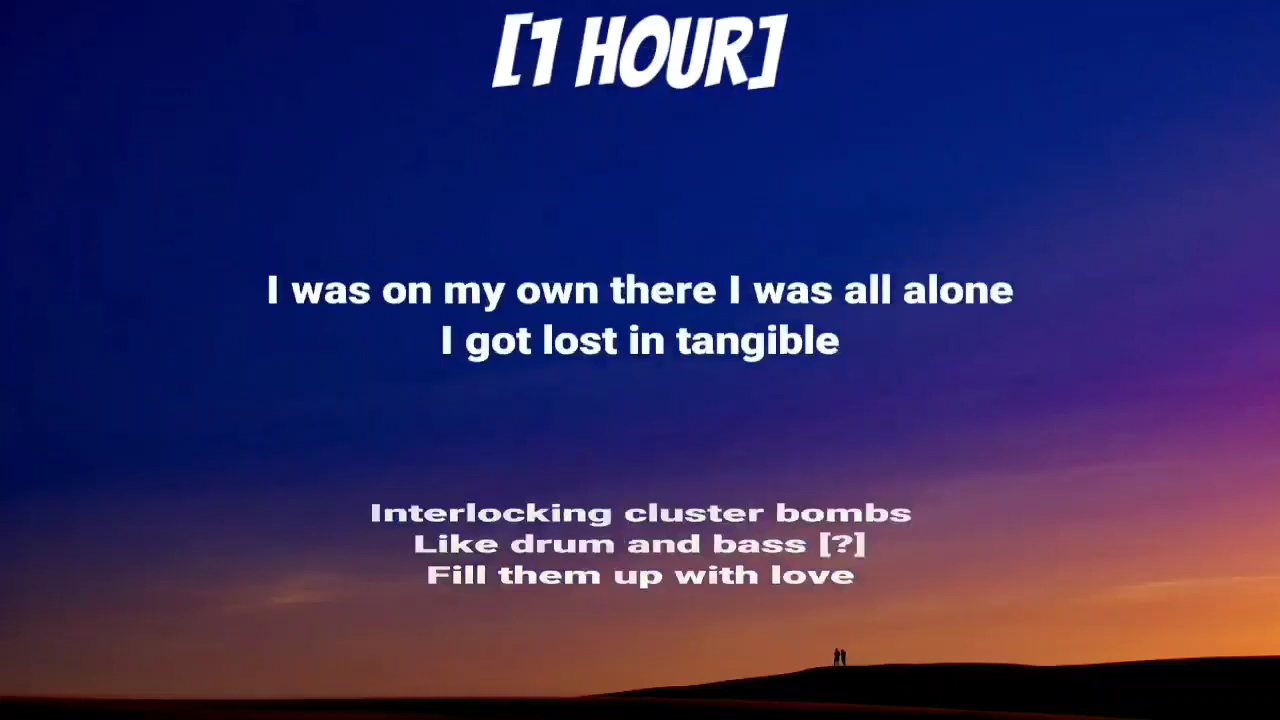 [1 HOUR]
I was on my own there I was all alone
I got lost in tangible
Interlocking cluster bombs
Like drum and bass [?]
Fill them up with love